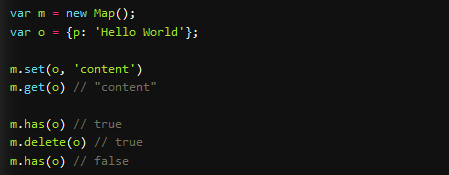 var m = new Map();
var o = {p: 'Hello World'};
m.set(o, 'content')
m.get(o) // "content"
m.has(o) // true
m.delete(o) // true
m.has(o) // false